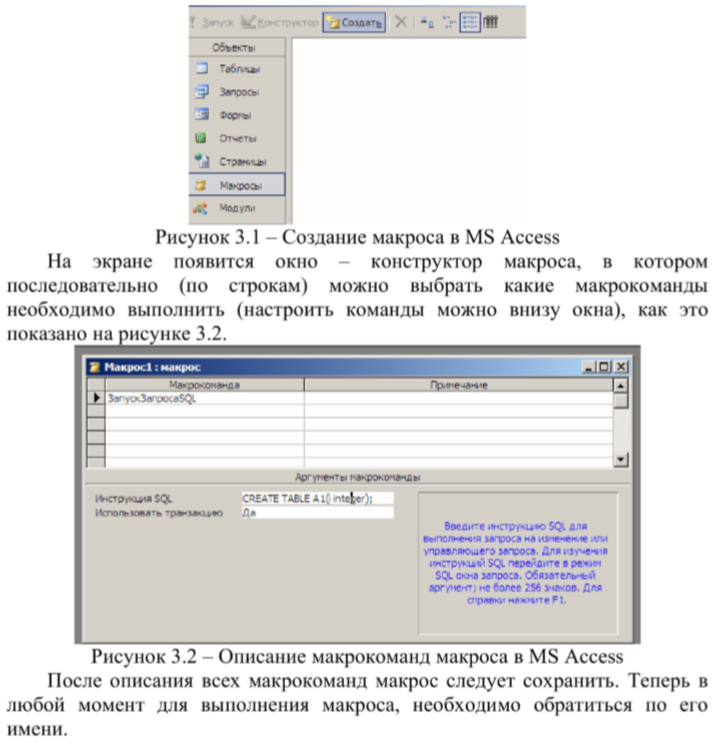 Запуск Конструктор Создать
Объекты
Таблицы
Запросы
Формы
Отчеты
Страницы
Макросы
Модули
Рисунок 3.1 – Создание макроса в MS Access
На экране появится окно – конструктор макроса, в котором
последовательно (по строкам) можно выбрать какие макрокоманды
необходимо выполнить (настроить команды можно внизу окна), как это
показано на рисунке 3.2.
Макрос1 : макрос
Макрокоманда Примечание
ЗапускЗапросаSQL
Аргументы макрокоманды
Инструкция SQL CREATE TABLE A1(i integer);
Использовать транзакцию Да
Введите инструкцию SQL для
выполнения запроса на изменение или
управляющего запроса. Для изучения
инструкций SQL перейдите в режим
SQL окна запроса. Обязательный
аргумент; не более 256 знаков. Для
справки нажмите F1.
Рисунок 3.2 – Описание макрокоманд макроса в MS Access
После описания всех макрокоманд макрос следует сохранить. Теперь в
любой момент для выполнения макроса, необходимо обратиться по его
имени.